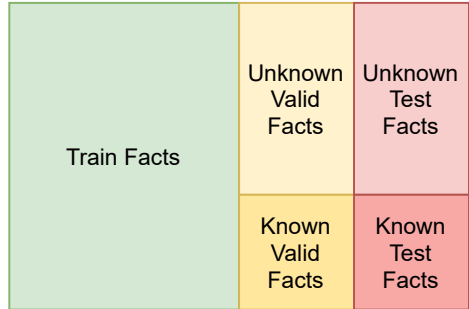 Train Facts
Unknown
Valid
Facts
Unknown
Test
Facts
Known
Valid
Facts
Known
Test
Facts